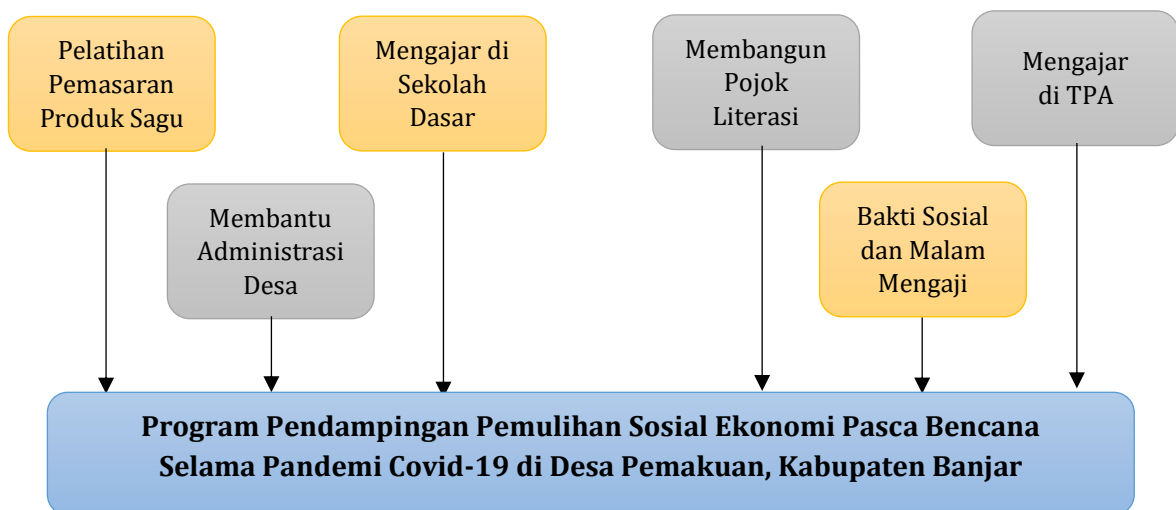 Pelatihan
Pemasaran
Produk Sagu
Mengajar di
Sekolah
Dasar
Membangun
Pojok
Literasi
Mengajar
di TPA
Membantu
Administrasi
Desa
Bakti Sosial
dan Malam
Mengaji
Program Pendampingan Pemulihan Sosial Ekonomi Pasca Bencana
Selama Pandemi Covid-19 di Desa Pemakuan, Kabupaten Banjar